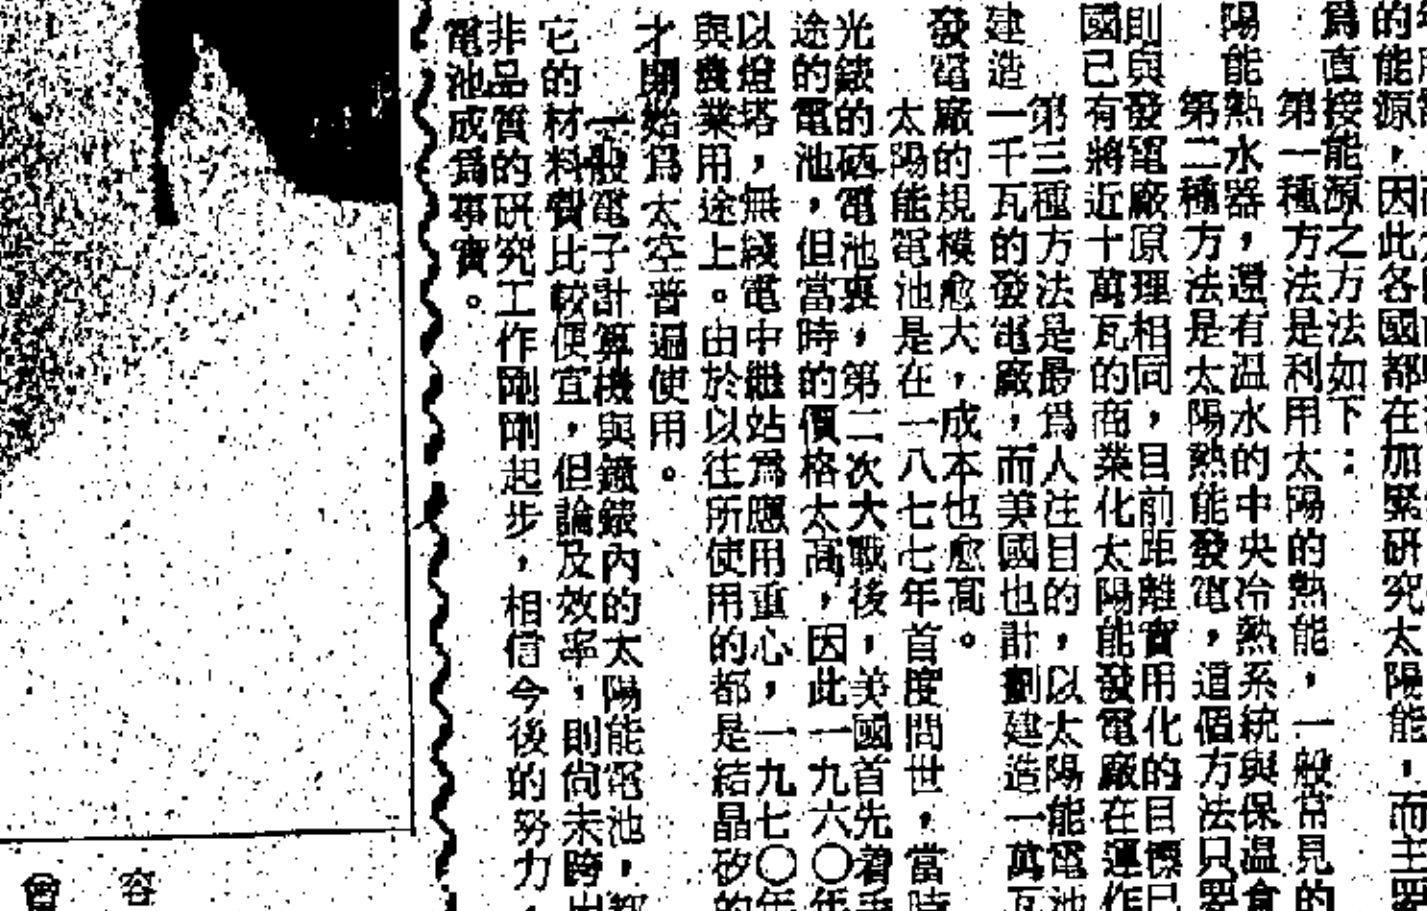 的能源，因此各國都在加緊研究太陽能，而主要
爲直接能源之方法如下：
第一種方法是利用太陽的熱能，一般常見的
陽能熱水器，還有溫水的中央冷熱系統與保溫倉
第二種方法是太陽熱能發電，這個方法只要
則與發電廠原理相同，目前距離實用化的目標已
國已有將近十萬瓦的商業化太陽能發電廠在運作
第三種方法是最爲人注目的，以太陽能電池
建造一千瓦的發電廠，而美國也計劃建造一萬瓦
發電廠的規模愈大，成本也愈高。
太陽能電池是在一八七七年首度問世，當時
光錶的硒電池裏，第二次大戰後，美國首先着手
途的電池，但當時的價格太高，因此一九六〇年
以燈塔，無綫電中繼站爲應用重心，一九七〇年
與農業用途上。由於以往所使用的都是結晶矽的
才開始爲太空普遍使用。
一般電子計算機與鐘錶內的太陽能電池，都
它的材料費比較便宜，但論及效率，則尚未跨出
非品質的研究工作剛剛起步，相信今後的努力，
電池成爲事實。
容